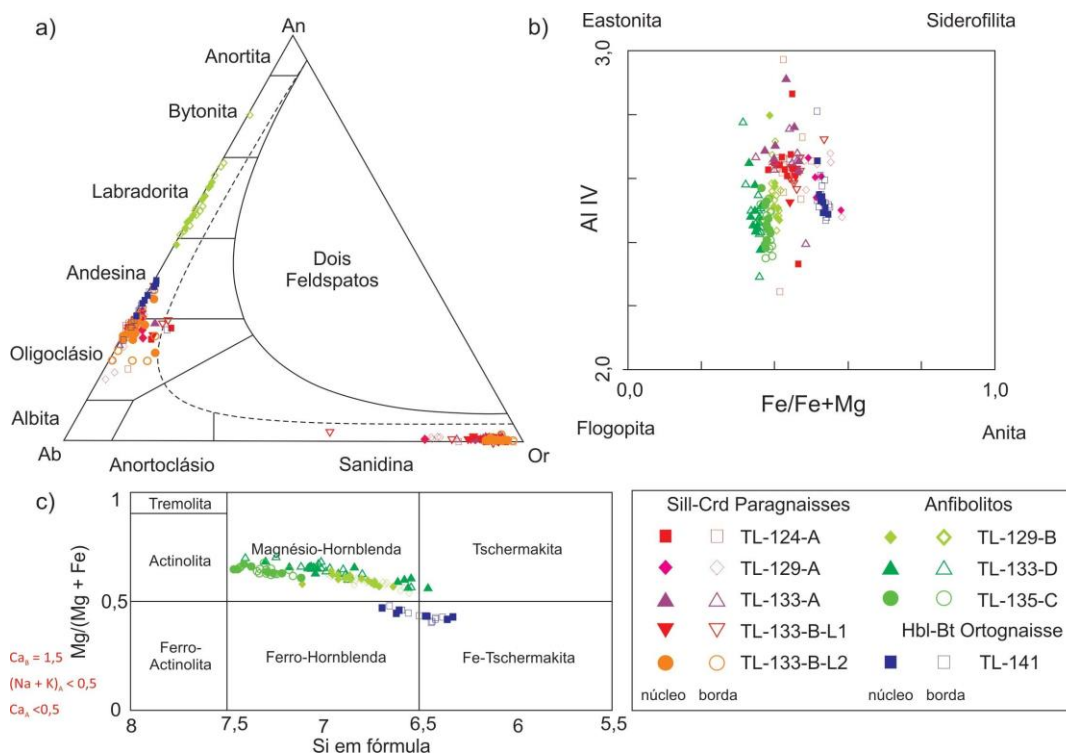 a)
An
Anortita
Bytonita
Labradorita
Andesina
Oligoclásio
Albita
Ab
Anortoclásio
Sanidina
Or
Dois
Feldspatos
b)
Eastonita
Siderofilita
3,0
Al IV
2,0
0,0
1,0
Fe/Fe+Mg
Flogopita
Anita
c)
1
Mg/(Mg + Fe)
0,5
0
Tremolita
Actinolita
Magnésio-Hornblenda
Tschermakita
Ferro-
Actinolita
Ferro-Hornblenda
Fe-Tschermakita
Ca_B = 1,5
(Na + K)_A < 0,5
Ca_A <0,5
8
7,5
7
6,5
6
5,5
Si em fórmula
Sill-Crd Paragnaisses
TL-124-A
TL-129-A
TL-133-A
TL-133-B-L1
TL-133-B-L2
núcleo borda
Anfibolitos
TL-129-B
TL-133-D
TL-135-C
Hbl-Bt Ortognaisse
TL-141
núcleo borda